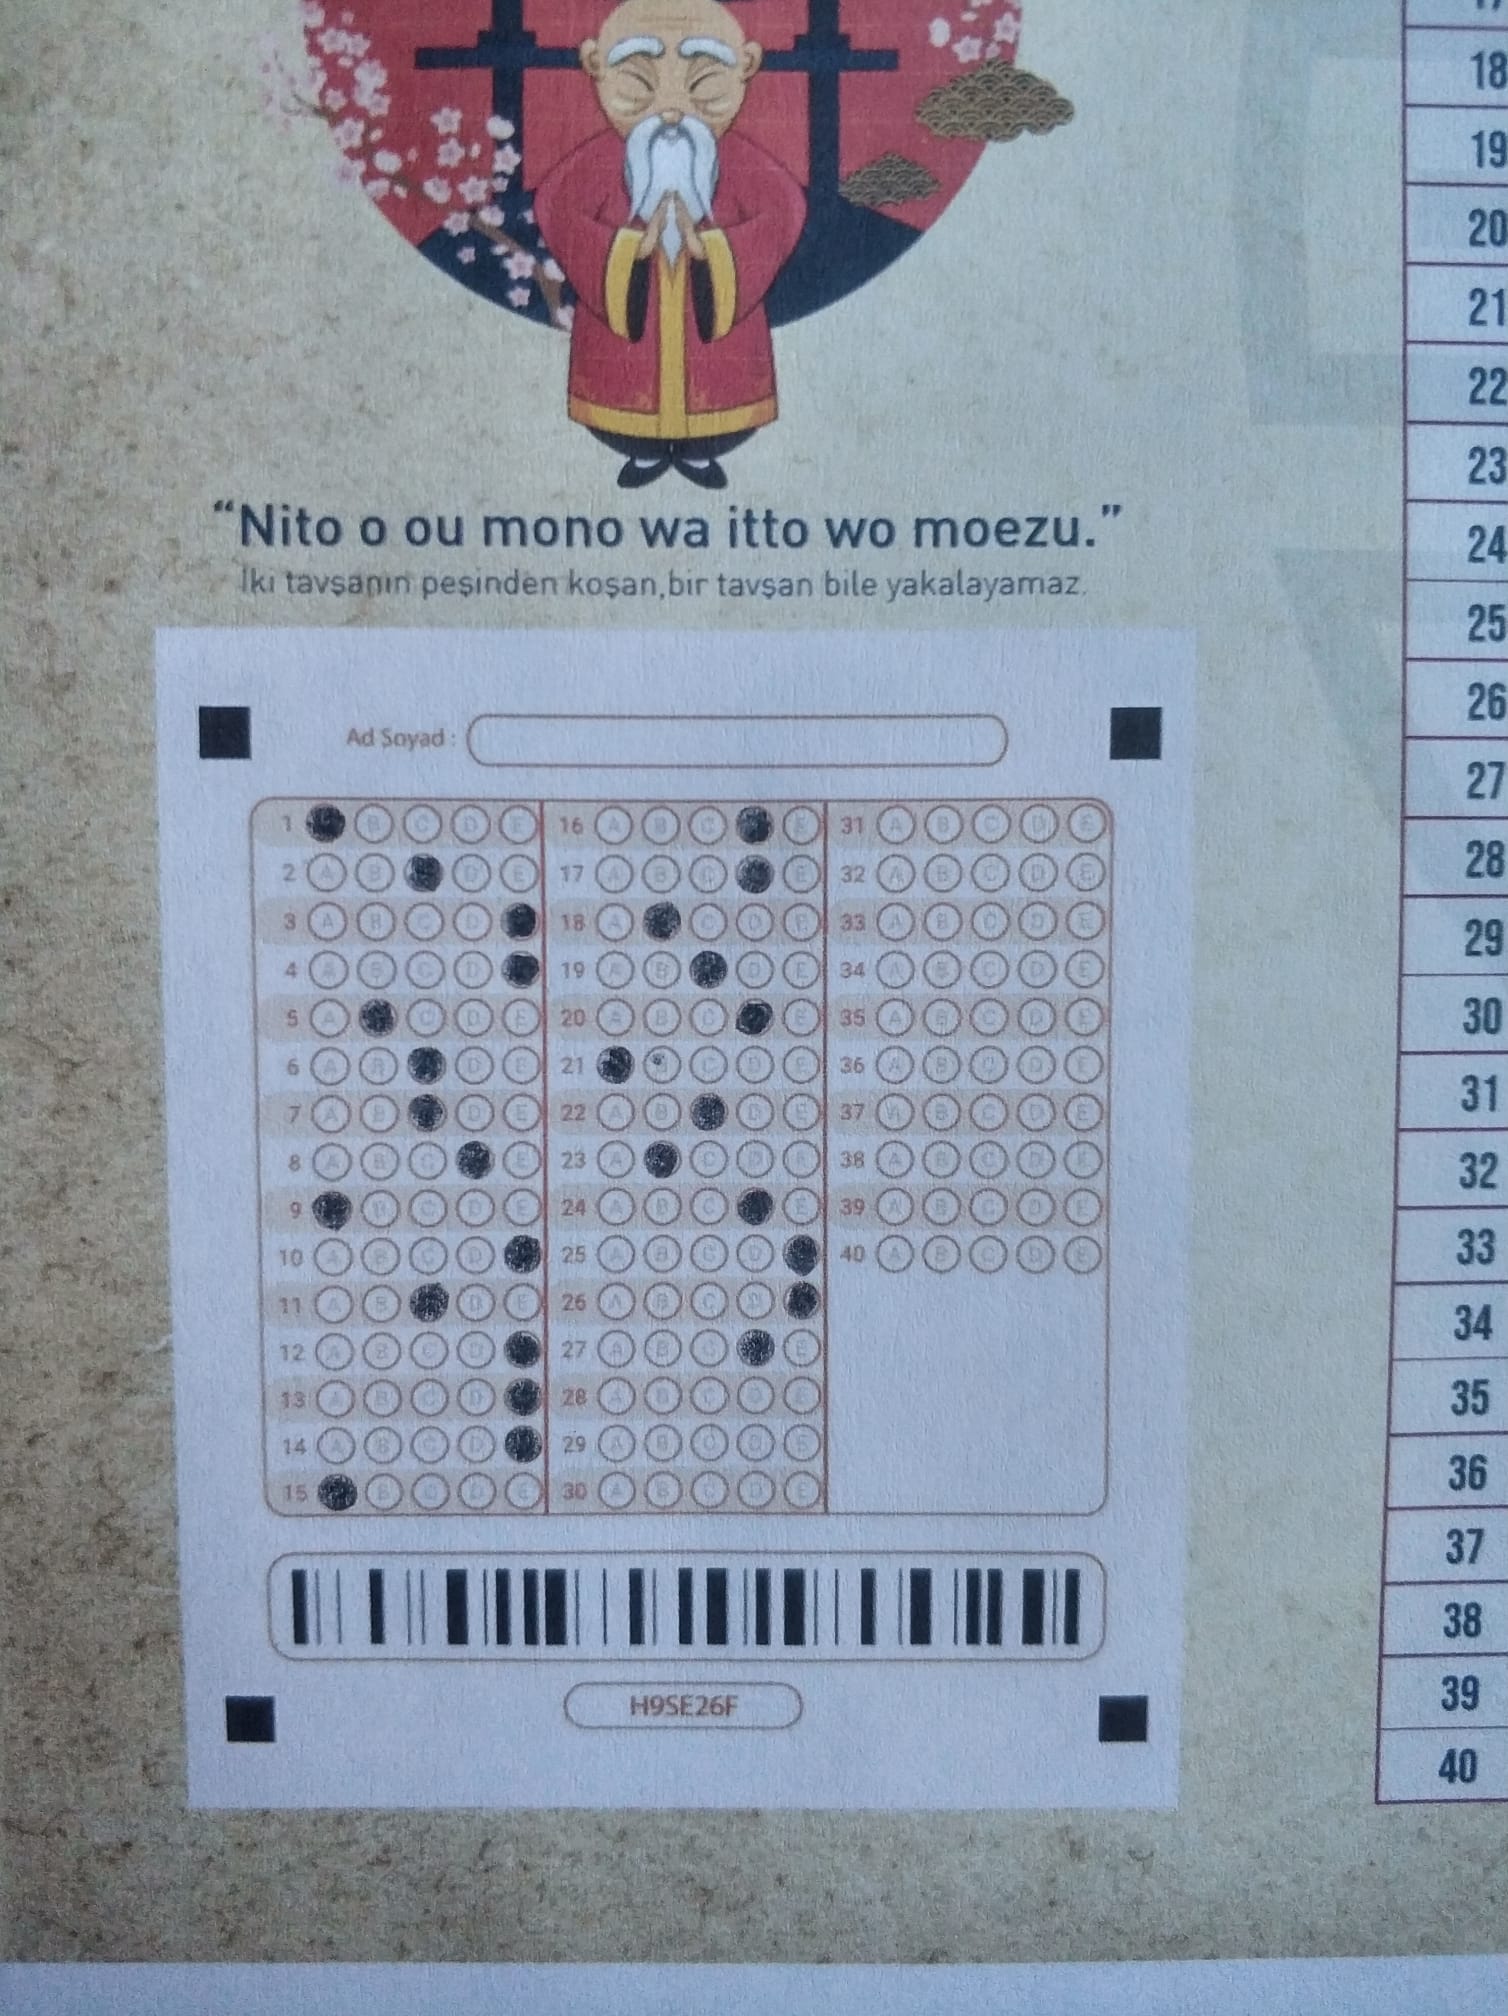 "Nito o ou mono wa itto wo moezu."
İki tavşanın peşinden koşan,bir tavşan bile yakalayamaz.
Ad Soyad :
1 B C D E
2 A B D E
3 A B C D
4 A B C D
5 A C D E
6 A B D E
7 A B D E
8 A B C E
9 B C D E
10 A B C D
11 A B D E
12 A B C D
13 A B C D
14 A B C D
15 B C D E
16 A B C E
17 A B C E
18 A C D E
19 A B D E
20 A B C E
21 B C D E
22 A B D E
23 A C D E
24 A B C E
25 A B C D
26 A B C D
27 A B C E
28 A B C D E
29 A B C D E
30 A B C D E
31 A B C D E
32 A B C D E
33 A B C D E
34 A B C D E
35 A B C D E
36 A B C D E
37 A B C D E
38 A B C D E
39 A B C D E
40 A B C D E
H9SE26F
17
18
19
20
21
22
23
24
25
26
27
28
29
30
31
32
33
34
35
36
37
38
39
40